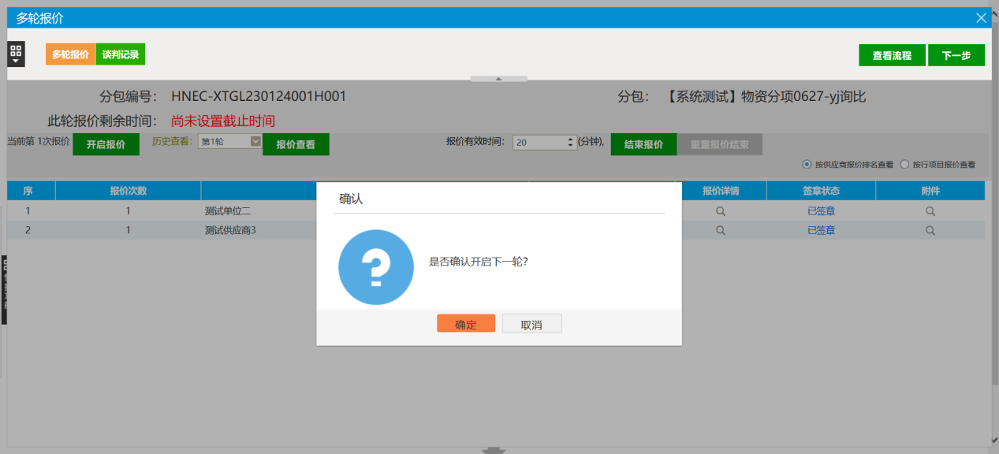 多轮报价
多轮报价 谈判记录 查看流程 下一步
分包编号： HNEC-XTGL230124001H001 分包： 【系统测试】物资分项0627-yj询比
此轮报价剩余时间： 尚未设置截止时间
当前第 1次报价 开启报价 历史查看： 第1轮 报价查看 报价有效时间： 20 (分钟), 结束报价 重置报价结束
按供应商报价排名查看 按行项目报价查看
序 报价次数 报价详情 签章状态 附件
1 1 测试单位二 已签章
2 1 测试供应商3 已签章
确认
是否确认开启下一轮?
确定 取消